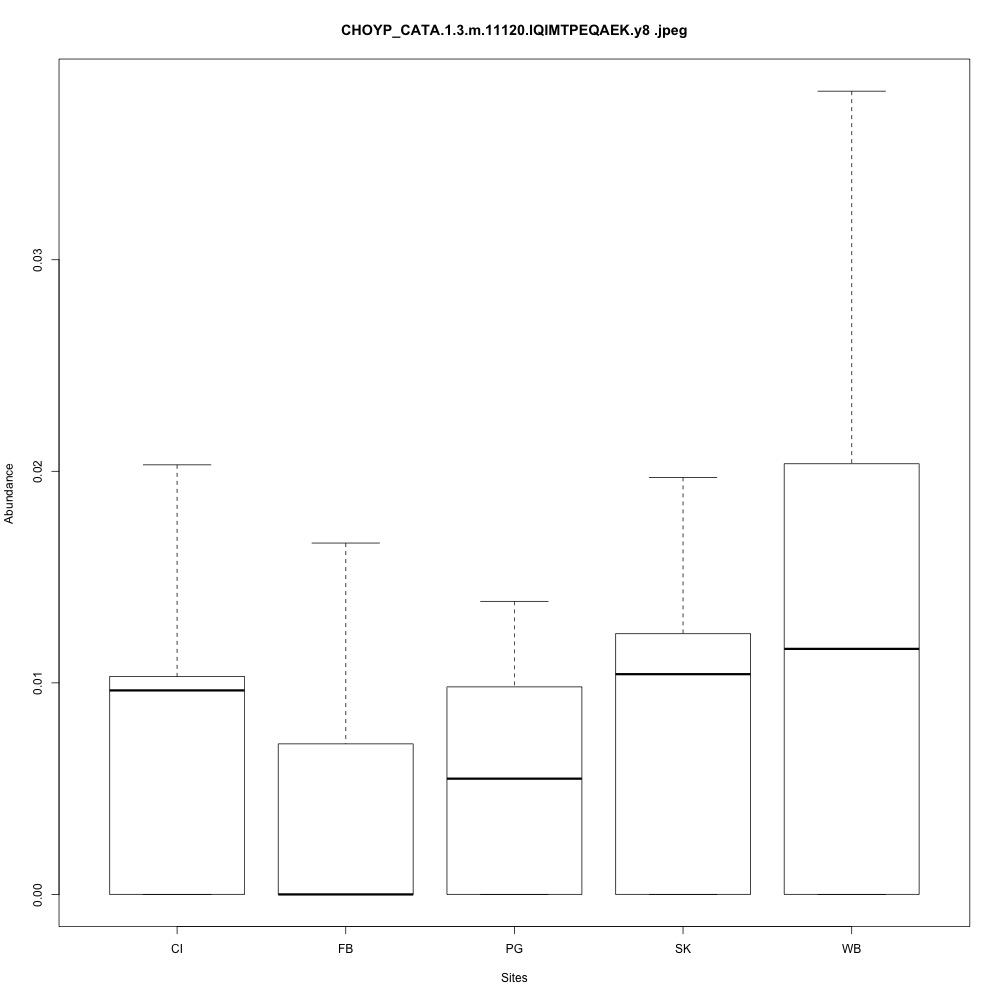 CHOYP_CATA.1.3.m.11120.IQIMTPEQAEK.y8 .jpeg
Abundance
0.03
0.02
0.01
0.00
CI
FB
PG
SK
WB
Sites